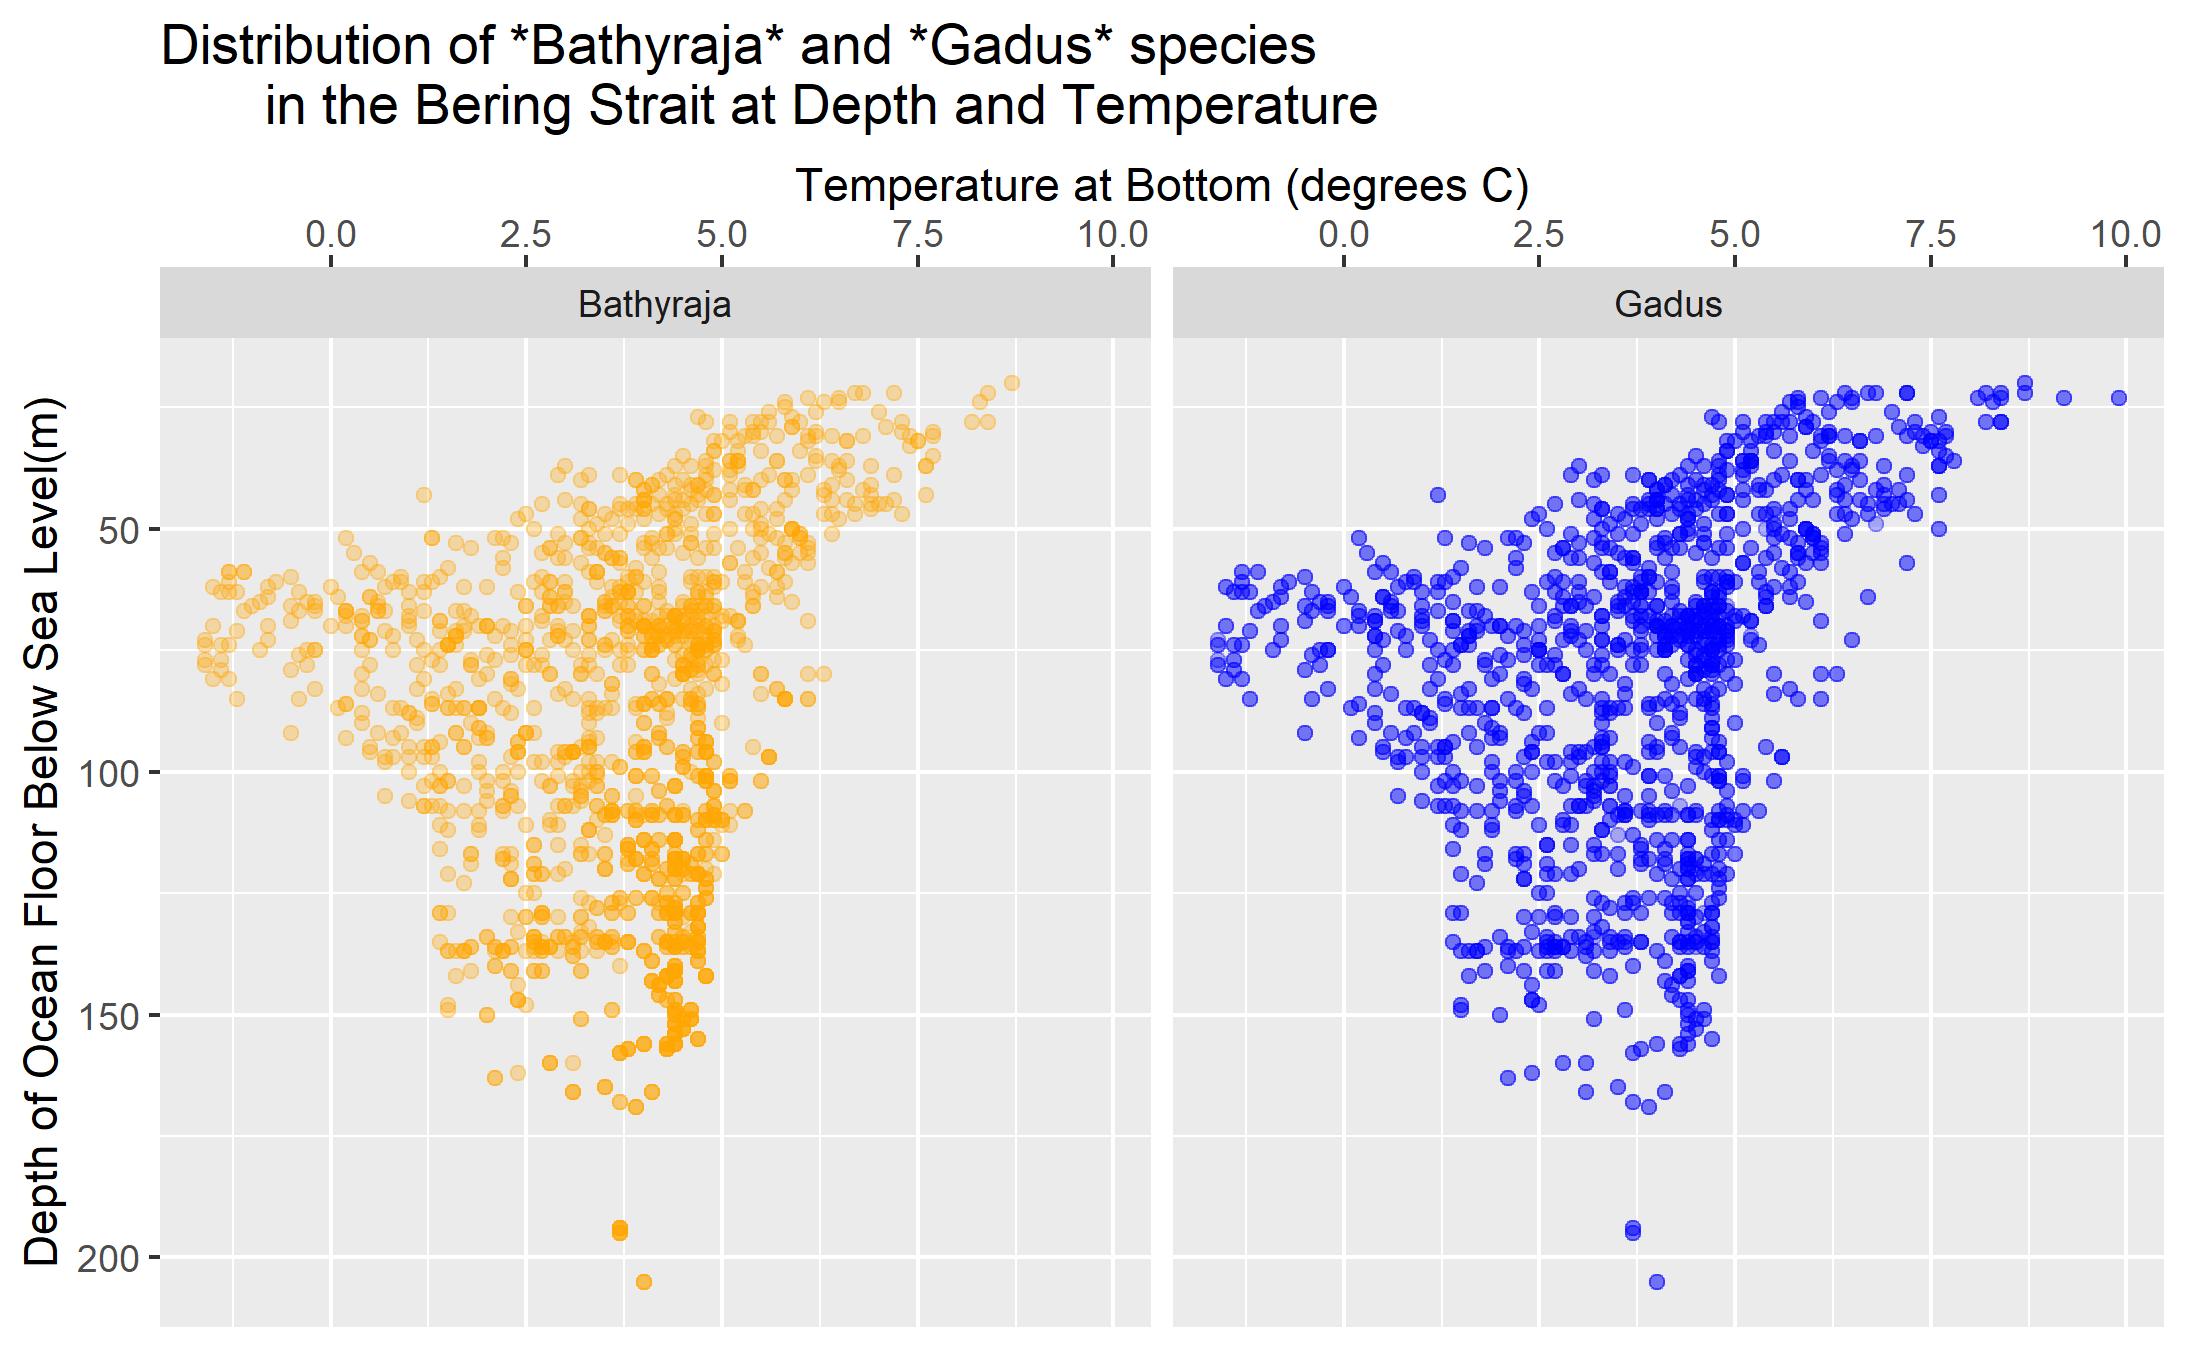 Distribution of *Bathyraja* and *Gadus* species
in the Bering Strait at Depth and Temperature
Temperature at Bottom (degrees C)
0.0 2.5 5.0 7.5 10.0 0.0 2.5 5.0 7.5 10.0
Bathyraja Gadus
Depth of Ocean Floor Below Sea Level(m)
50
100
150
200